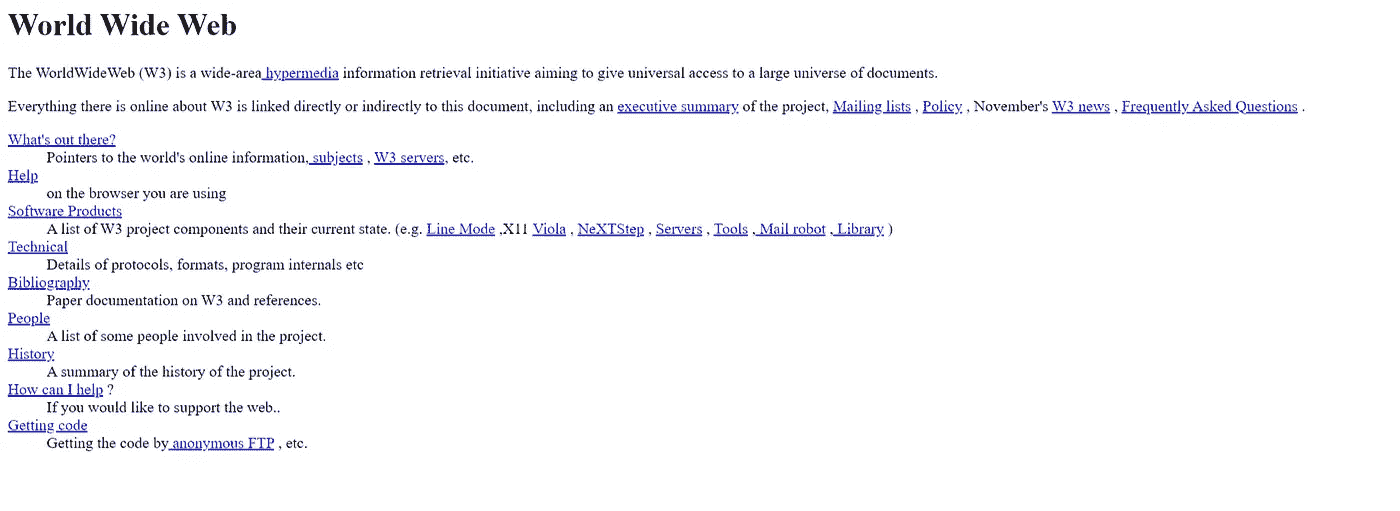 World Wide Web
The WorldWideWeb (W3) is a wide-area hypermedia information retrieval initiative aiming to give universal access to a large universe of documents.
Everything there is online about W3 is linked directly or indirectly to this document, including an executive summary of the project, Mailing lists , Policy , November's W3 news , Frequently Asked Questions .
What's out there?
Pointers to the world's online information, subjects , W3 servers, etc.
Help
on the browser you are using
Software Products
A list of W3 project components and their current state. (e.g. Line Mode ,X11 Viola , NeXTStep , Servers , Tools , Mail robot , Library )
Technical
Details of protocols, formats, program internals etc
Bibliography
Paper documentation on W3 and references.
People
A list of some people involved in the project.
History
A summary of the history of the project.
How can I help ?
If you would like to support the web..
Getting code
Getting the code by anonymous FTP , etc.